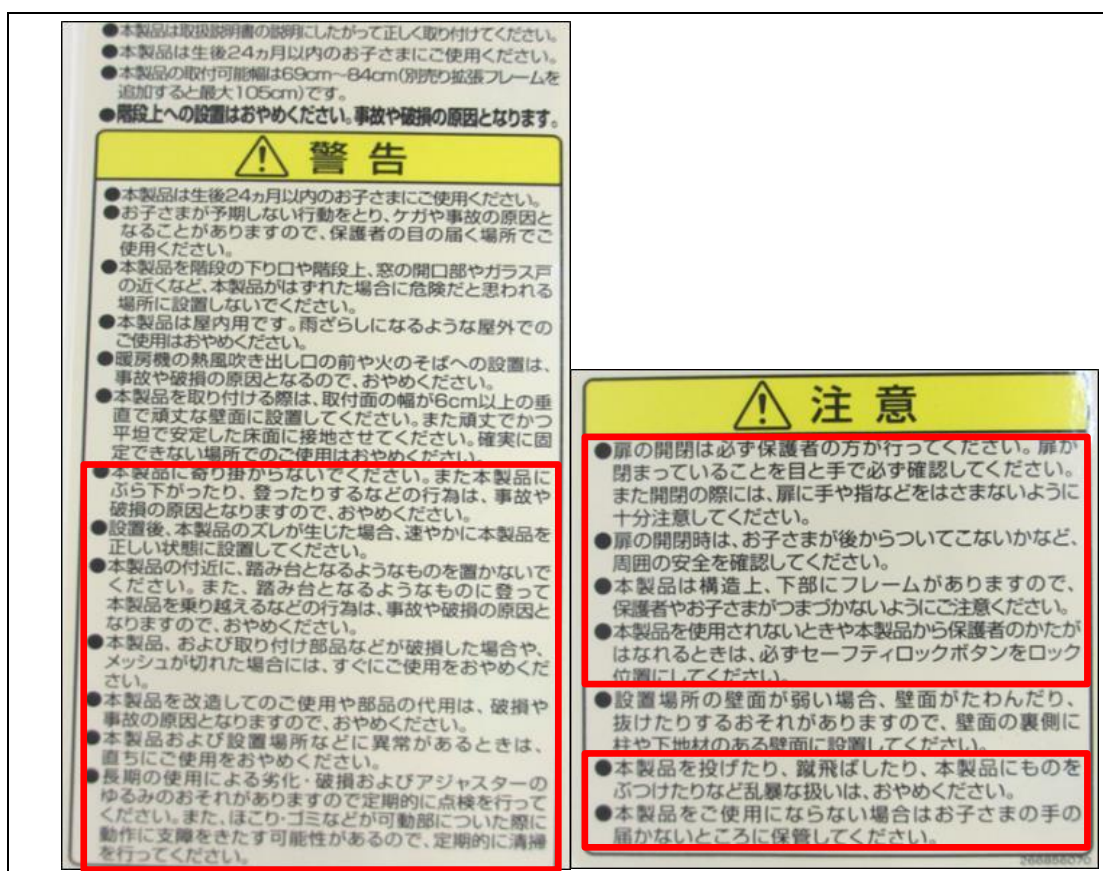 ●本製品は取扱説明書の説明にしたがって正しく取り付けてください。
●本製品は生後24ヵ月以内のお子さまにご使用ください。
●本製品の取付可能幅は69cm～84cm(別売り拡張フレームを
追加すると最大105cm)です。
●階段上への設置はおやめください。事故や破損の原因となります。
警告
●本製品は生後24ヵ月以内のお子さまにご使用ください。
●お子さまが予期しない行動をとり、ケガや事故の原因と
なることがありますので、保護者の目の届く場所でご
使用ください。
●本製品を階段の下り口や階段上、窓の開口部やガラス戸
の近くなど、本製品がはずれた場合に危険だと思われる
場所に設置しないでください。
●本製品は屋内用です。雨ざらしになるような屋外での
ご使用はおやめください。
●暖房機の熱風吹き出し口の前や火のそばへの設置は、
事故や破損の原因となるので、おやめください。
●本製品を取り付ける際は、取付面の幅が6cm以上の垂
直で頑丈な壁面に設置してください。また頑丈でかつ
平坦で安定した床面に接地させてください。確実に固
定できない場所でのご使用はおやめください。
●本製品に寄り掛からないでください。また本製品に
ぶら下がったり、登ったりするなどの行為は、事故や
破損の原因となりますので、おやめください。
●設置後、本製品のズレが生じた場合、速やかに本製品を
正しい状態に設置してください。
●本製品の付近に、踏み台となるようなものを置かないで
ください。また、踏み台となるようなものに登って
本製品を乗り越えるなどの行為は、事故や破損の原因と
なりますので、おやめください。
●本製品、および取り付け部品などが破損した場合や、
メッシュが切れた場合には、すぐにご使用をおやめくだ
さい。
●本製品を改造してのご使用や部品の代用は、破損や
事故の原因となりますので、おやめください。
●本製品および設置場所などに異常があるときは、
直ちにご使用をおやめください。
●長期の使用による劣化・破損およびアジャスターの
ゆるみのおそれがありますので定期的に点検を行って
ください。また、ほこり・ゴミなどが可動部についた際に
動作に支障をきたす可能性があるので、定期的に清掃
を行ってください。
注意
●扉の開閉は必ず保護者の方が行ってください。扉が
閉まっていることを目と手で必ず確認してください。
また開閉の際には、扉に手や指などをはさまないように
十分注意してください。
●扉の開閉時は、お子さまが後からついてこないかなど、
周囲の安全を確認してください。
●本製品は構造上、下部にフレームがありますので、
保護者やお子さまがつまづかないようにご注意ください。
●本製品を使用されないときや本製品から保護者のかたが
はなれるときは、必ずセーフティロックボタンをロック
位置にしてください。
●設置場所の壁面が弱い場合、壁面がたわんだり、
抜けたりするおそれがありますので、壁面の裏側に
柱や下地材のある壁面に設置してください。
●本製品を投げたり、蹴飛ばしたり、本製品にものを
ぶつけたりなど乱暴な扱いは、おやめください。
●本製品をご使用にならない場合はお子さまの手の
届かないところに保管してください。
266856070